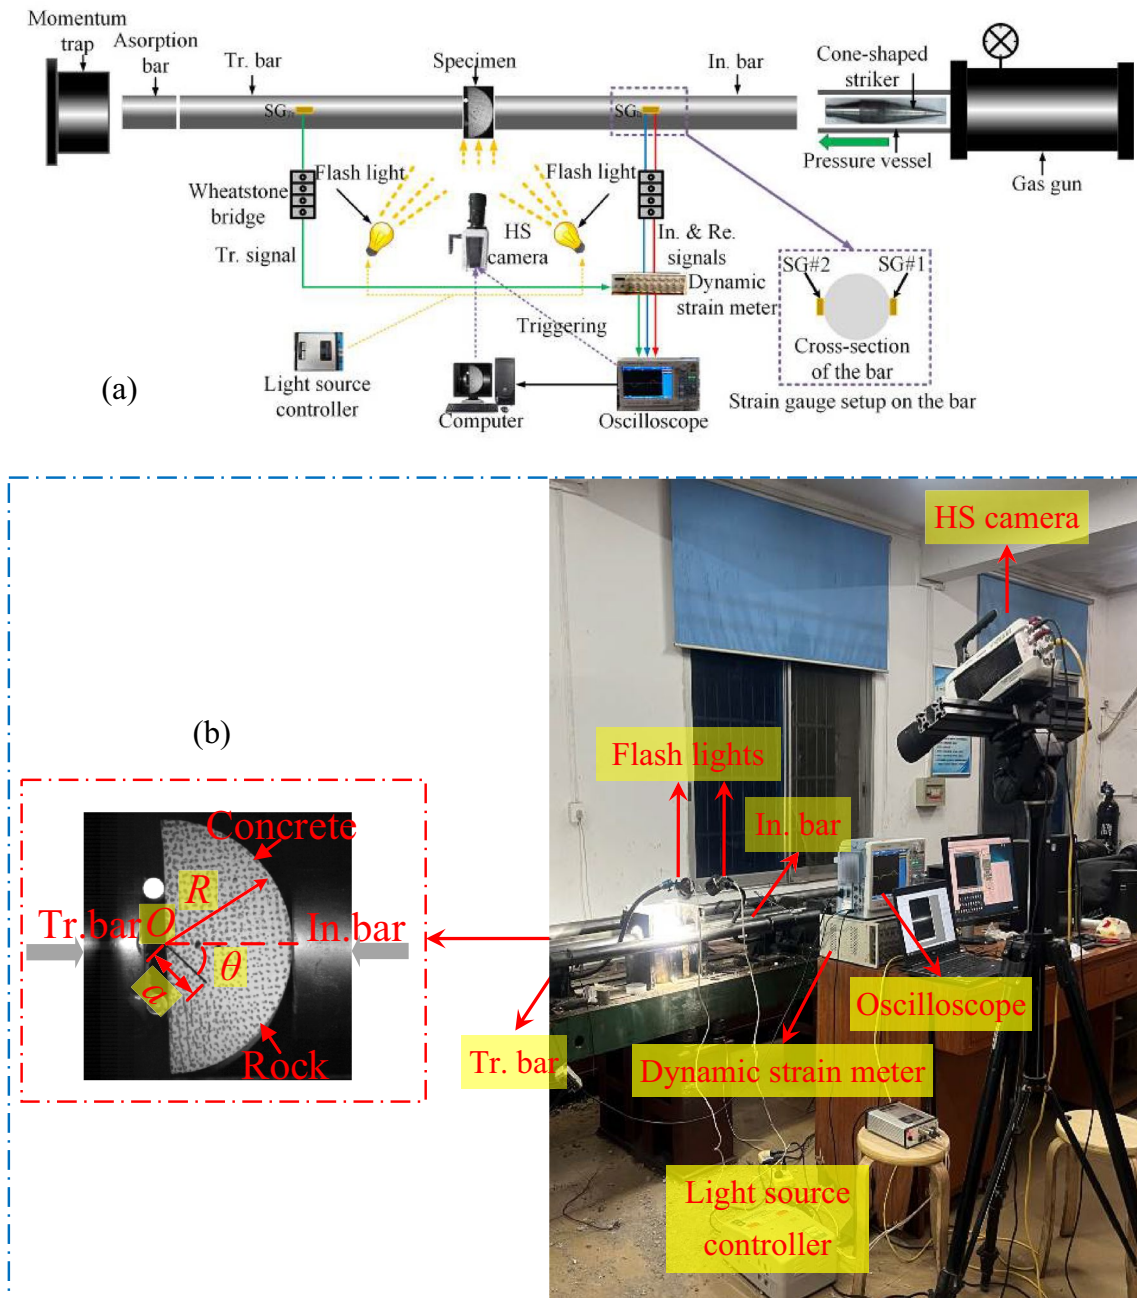 Momentum
trap
Asorption
bar
Tr. bar
Specimen
In. bar
Cone-shaped
striker
SG
SG
Pressure vessel
Gas gun
Flash light
Flash light
Wheatstone
bridge
HS
camera
Tr. signal
In. & Re.
signals
Dynamic
strain meter
SG#2
SG#1
Triggering
Cross-section
of the bar
Light source
controller
Computer
Oscilloscope
Strain gauge setup on the bar
(a)
HS camera
(b)
Flash lights
In. bar
Concrete
R
Tr.bar
O
In.bar
θ
a
Rock
Oscilloscope
Tr. bar
Dynamic strain meter
Light source
controller